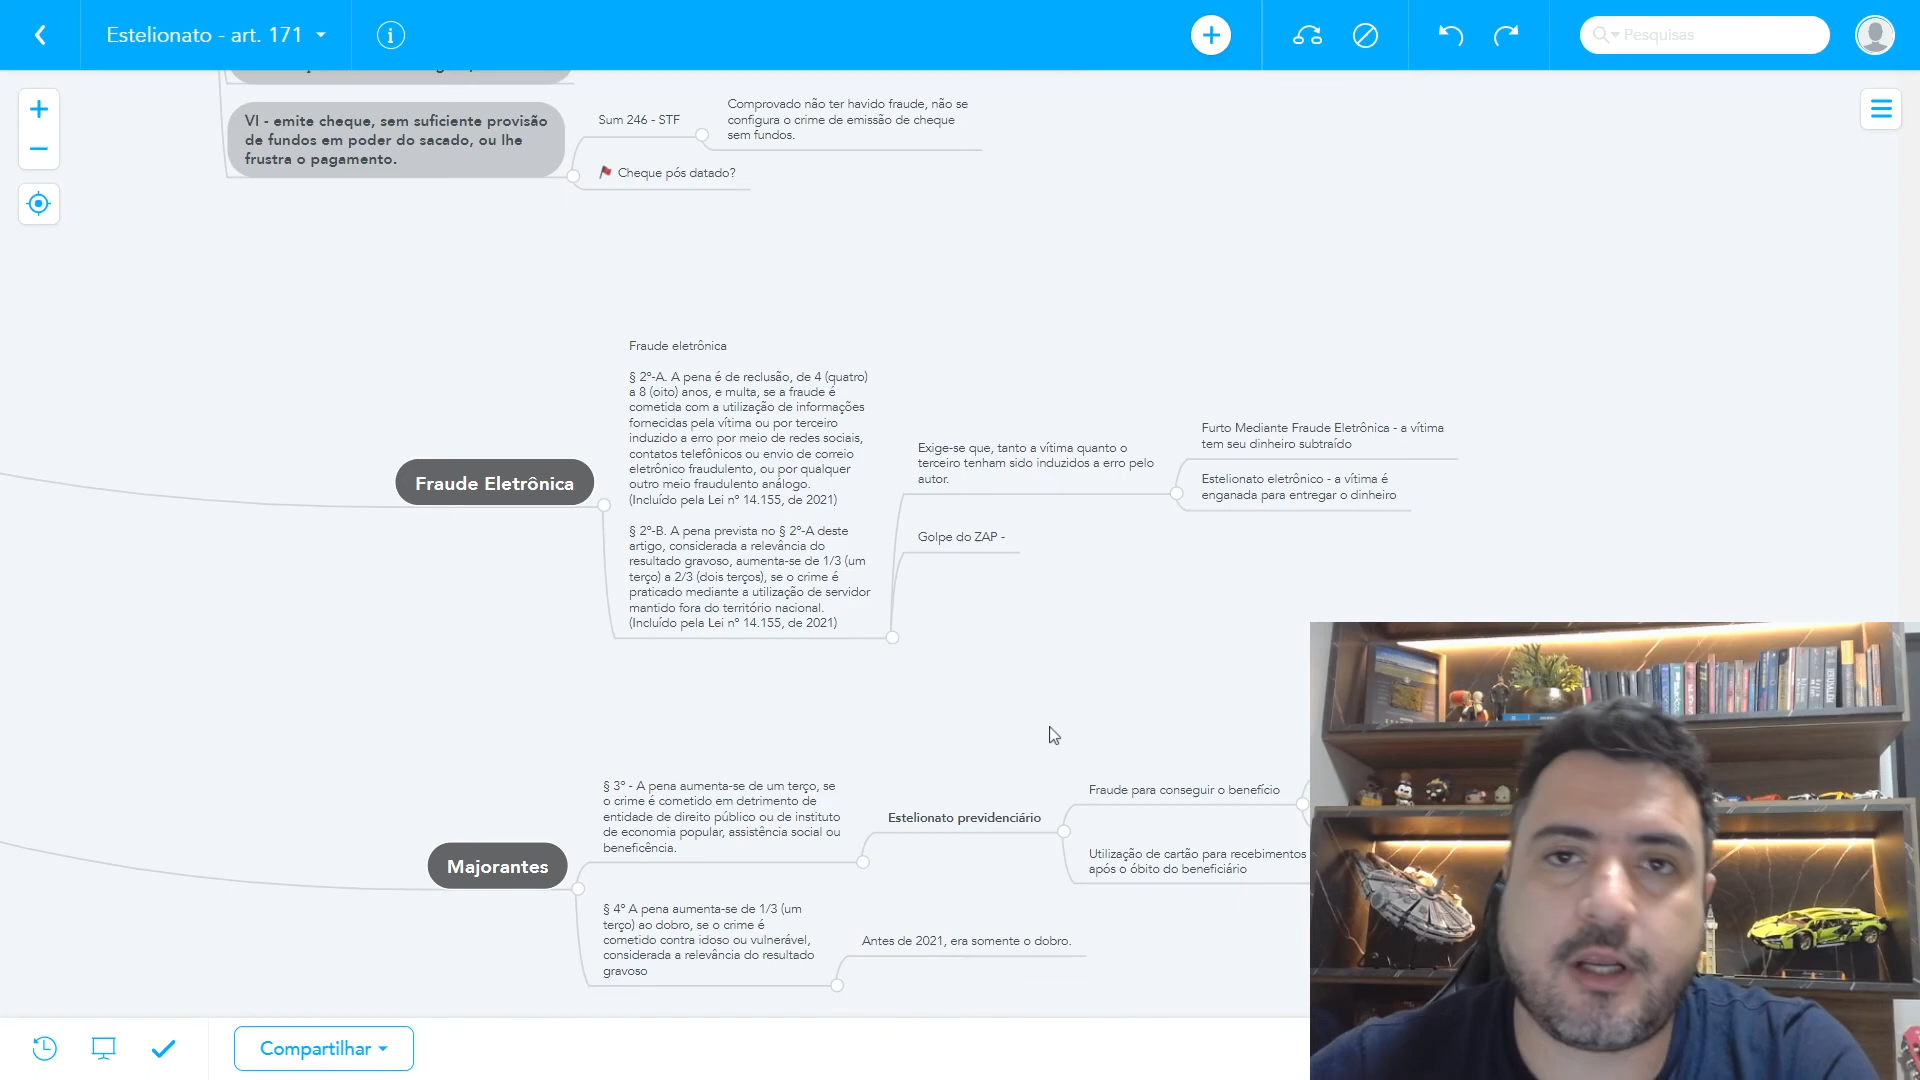 Estelionato - art. 171
Pesquisas
VI - emite cheque, sem suficiente provisão
de fundos em poder do sacado, ou lhe
frustra o pagamento.
Sum 246 - STF
Comprovado não ter havido fraude, não se
configura o crime de emissão de cheque
sem fundos.
Cheque pós datado?
Fraude Eletrônica
Fraude eletrônica
§ 2º-A. A pena é de reclusão, de 4 (quatro)
a 8 (oito) anos, e multa, se a fraude é
cometida com a utilização de informações
fornecidas pela vítima ou por terceiro
induzido a erro por meio de redes sociais,
contatos telefônicos ou envio de correio
eletrônico fraudulento, ou por qualquer
outro meio fraudulento análogo.
(Incluído pela Lei nº 14.155, de 2021)
§ 2º-B. A pena prevista no § 2º-A deste
artigo, considerada a relevância do
resultado gravoso, aumenta-se de 1/3 (um
terço) a 2/3 (dois terços), se o crime é
praticado mediante a utilização de servidor
mantido fora do território nacional.
(Incluído pela Lei nº 14.155, de 2021)
Exige-se que, tanto a vítima quanto o
terceiro tenham sido induzidos a erro pelo
autor.
Furto Mediante Fraude Eletrônica - a vítima
tem seu dinheiro subtraído
Estelionato eletrônico - a vítima é
enganada para entregar o dinheiro
Golpe do ZAP -
Majorantes
§ 3º - A pena aumenta-se de um terço, se
o crime é cometido em detrimento de
entidade de direito público ou de instituto
de economia popular, assistência social ou
beneficência.
Estelionato previdenciário
Fraude para conseguir o benefício
Utilização de cartão para recebimentos
após o óbito do beneficiário
§ 4º A pena aumenta-se de 1/3 (um
terço) ao dobro, se o crime é
cometido contra idoso ou vulnerável,
considerada a relevância do resultado
gravoso
Antes de 2021, era somente o dobro.
Compartilhar